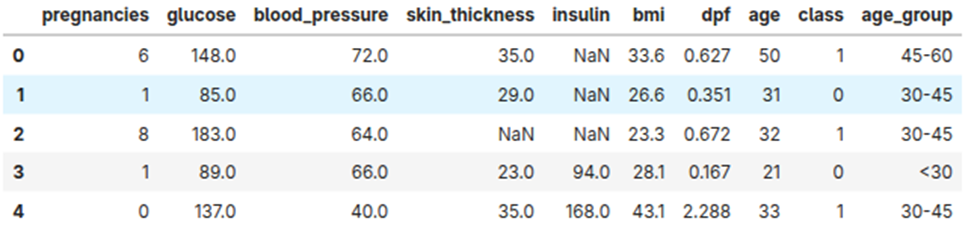 pregnancies glucose blood_pressure skin_thickness insulin bmi dpf age class age_group
0 6 148.0 72.0 35.0 NaN 33.6 0.627 50 1 45-60
1 1 85.0 66.0 29.0 NaN 26.6 0.351 31 0 30-45
2 8 183.0 64.0 NaN NaN 23.3 0.672 32 1 30-45
3 1 89.0 66.0 23.0 94.0 28.1 0.167 21 0 <30
4 0 137.0 40.0 35.0 168.0 43.1 2.288 33 1 30-45